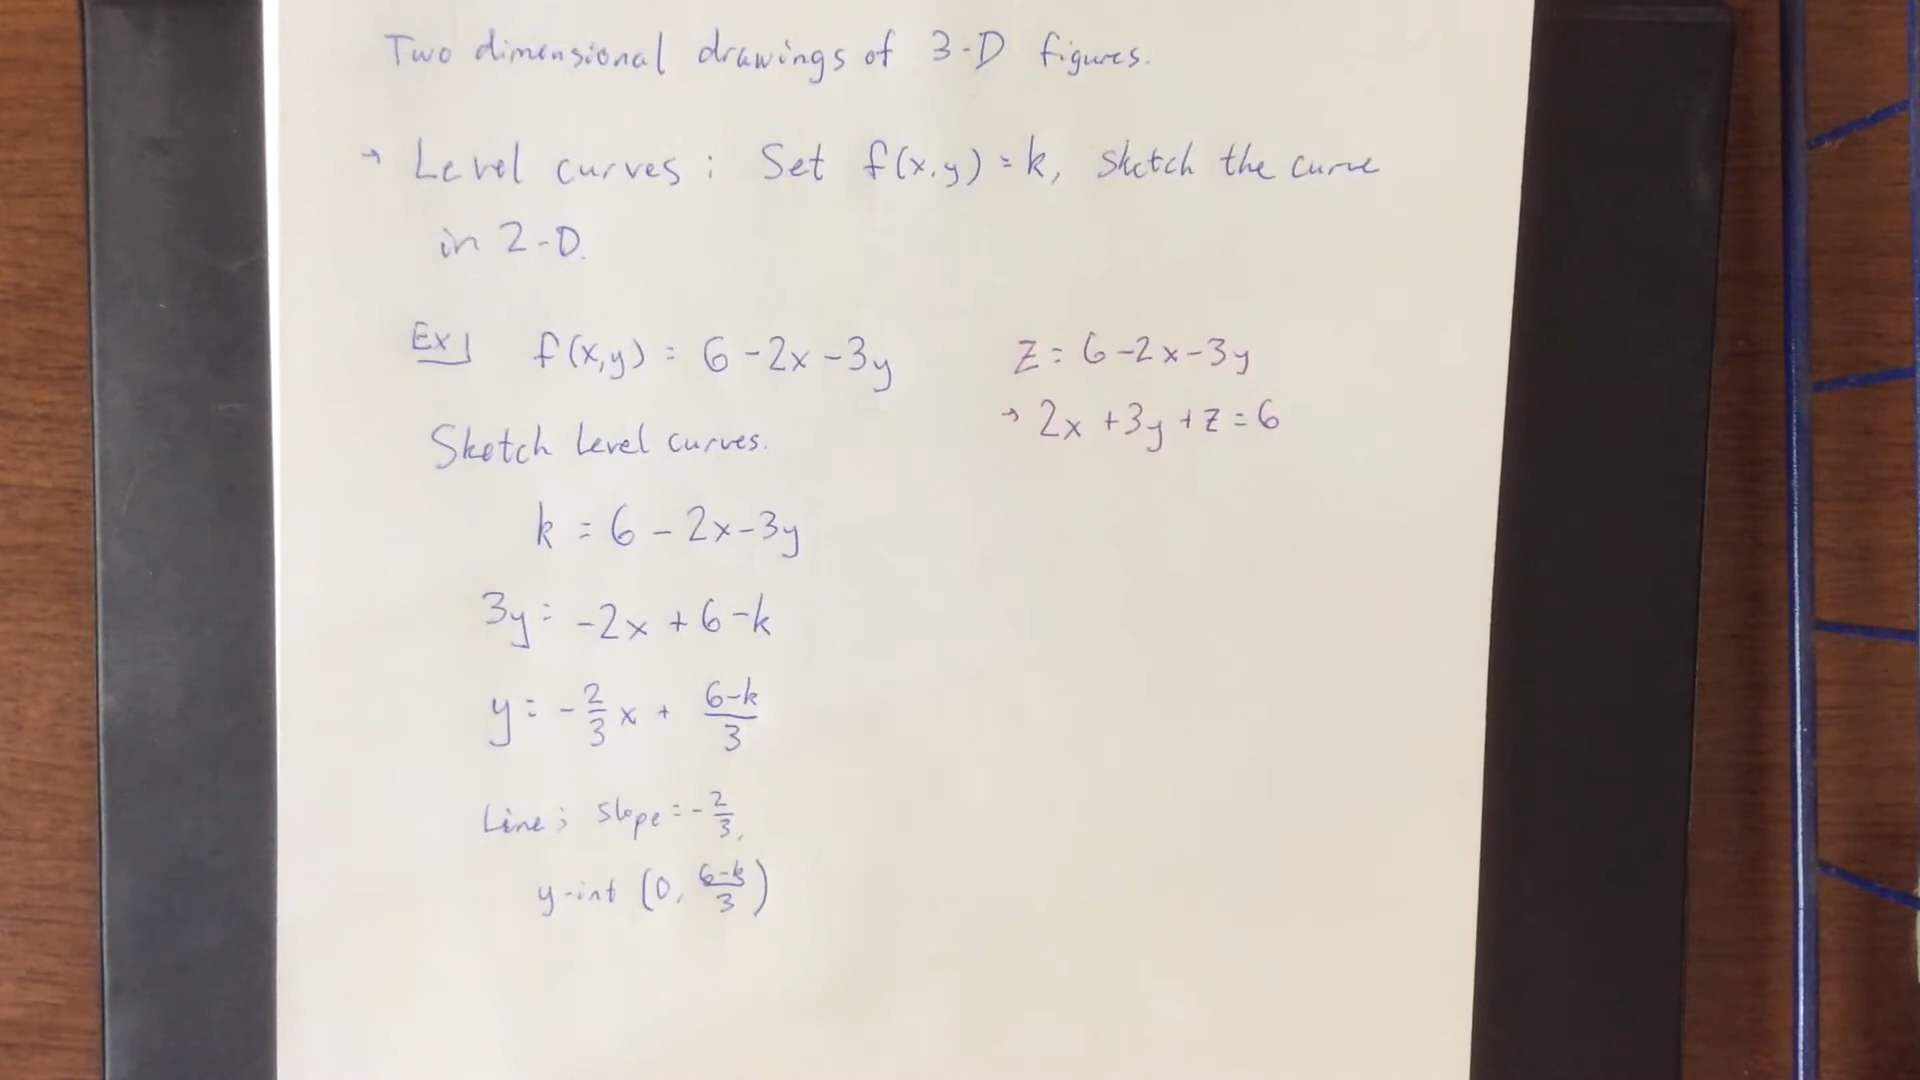 Two dimensional drawings of 3-D figures.
→ Level curves: Set f(x,y) = k, sketch the curve
in 2-D.
Ex] f(x,y) = 6 - 2x - 3y
z = 6 - 2x - 3y
→ 2x + 3y + z = 6
Sketch level curves.
k = 6 - 2x - 3y
3y = -2x + 6 - k
y = -2/3 x + (6-k)/3
Line; slope = -2/3,
y-int (0, (6-k)/3)